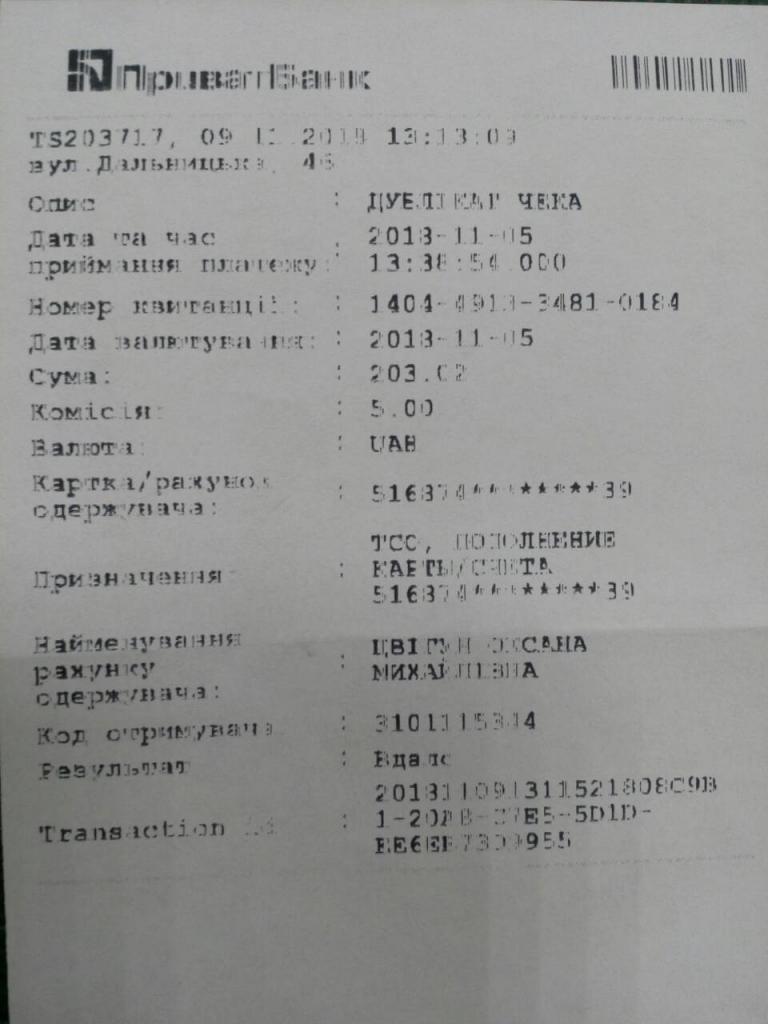 ПриватБанк
TS203717, 09.11.2018 13:13:09
вул.Дальницька, 46
Опис : ДУБЛІКАТ ЧЕКА
Дата та час : 2018-11-05
приймання платежу: 13:38:54.000
Номер квитанції: : 1404-4913-3481-0184
Дата валютування: : 2018-11-05
Сума: : 203.02
Комісія: : 5.00
Валюта: : UAH
Картка/рахунок : 516874********39
одержувача:
ТСО, ПОПОЛНЕНИЕ
Призначення : КАРТЫ/СЧЕТА
516874********39
Найменування ЦВІГУН ОКСАНА
рахунку : МИХАЙЛІВНА
одержувача:
Код отримувача : 3101115344
Результат : Вдало
Transaction :